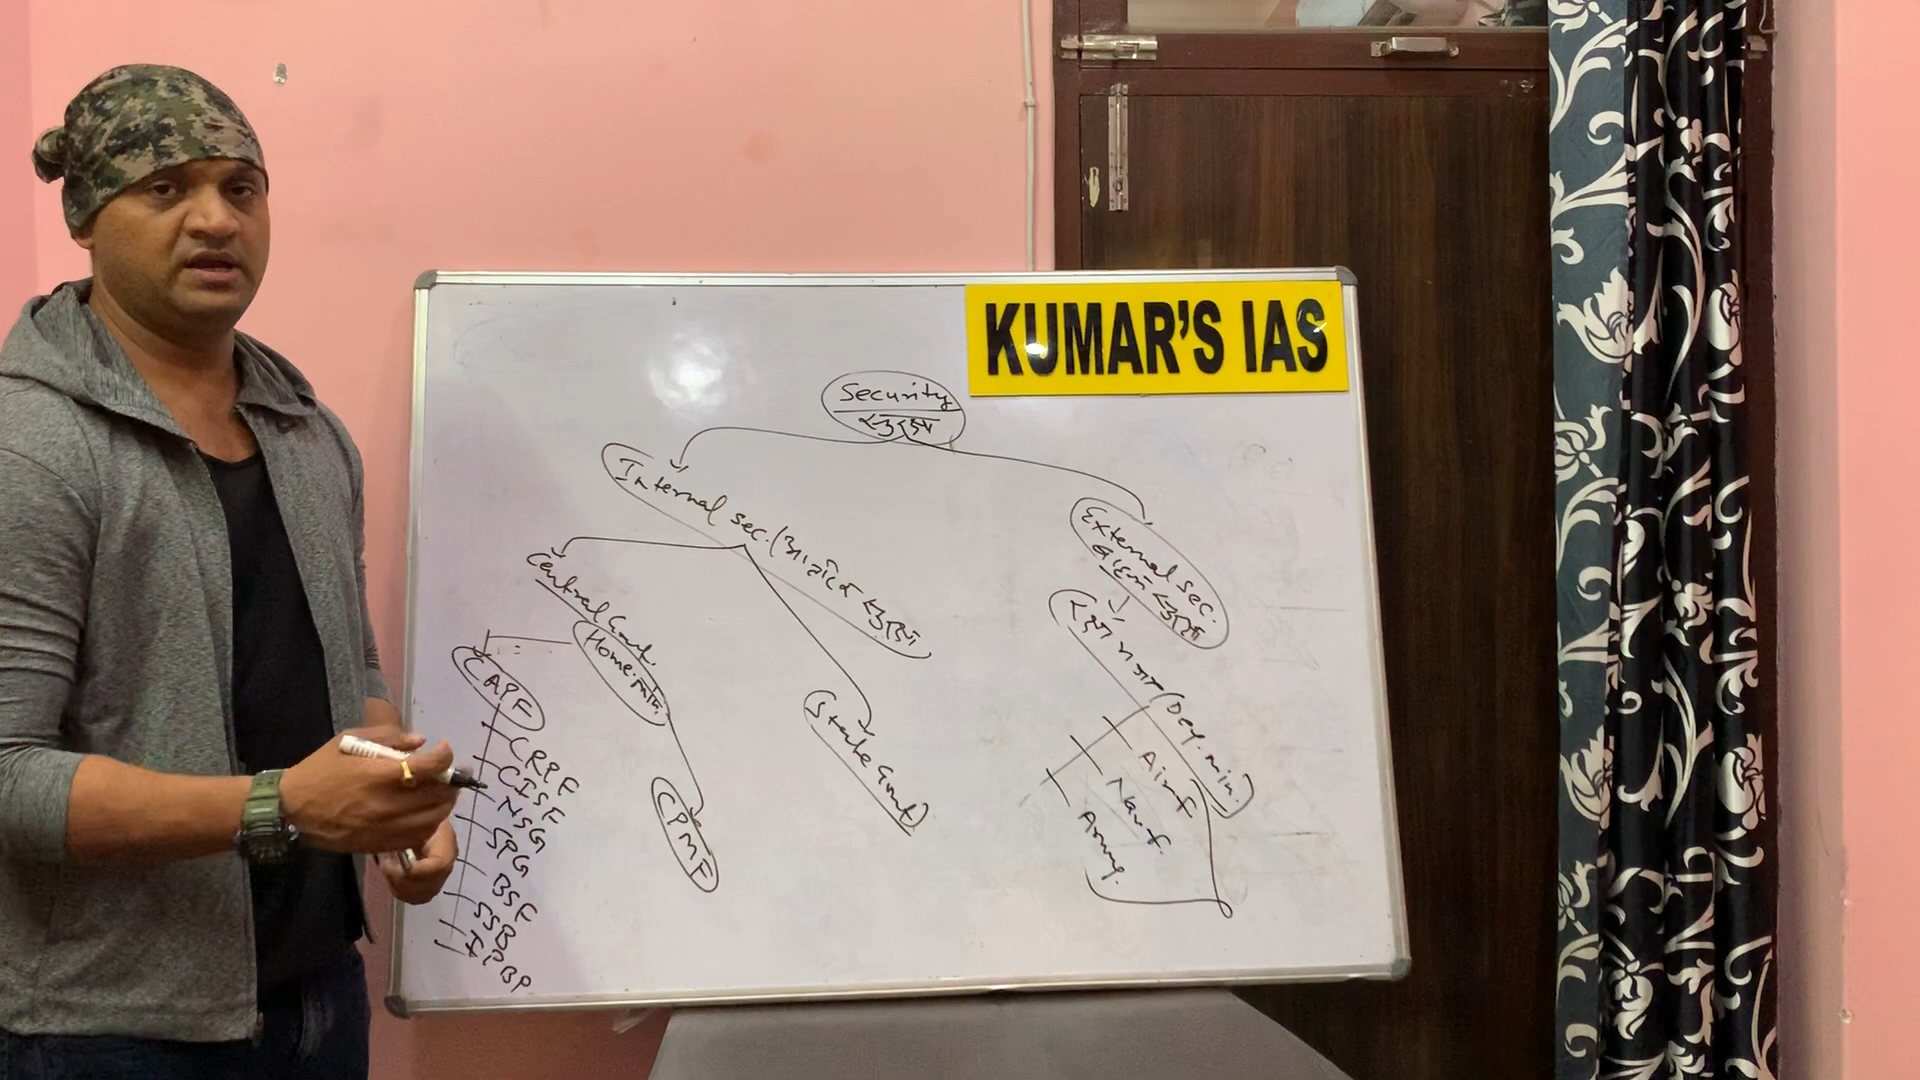 KUMAR'S IAS
Security
सुरक्षा
Internal sec. (आंतरिक सुरक्षा
External sec.
बाह्य सुरक्षा
Central Govt.
Home min.
रक्षा मंत्रा (Def. min.)
CAPF
CRPF
CISF
NSG
SPG
BSF
SSB
ITBP
CPMF
(State Govt)
Airf
Navf.
Army.